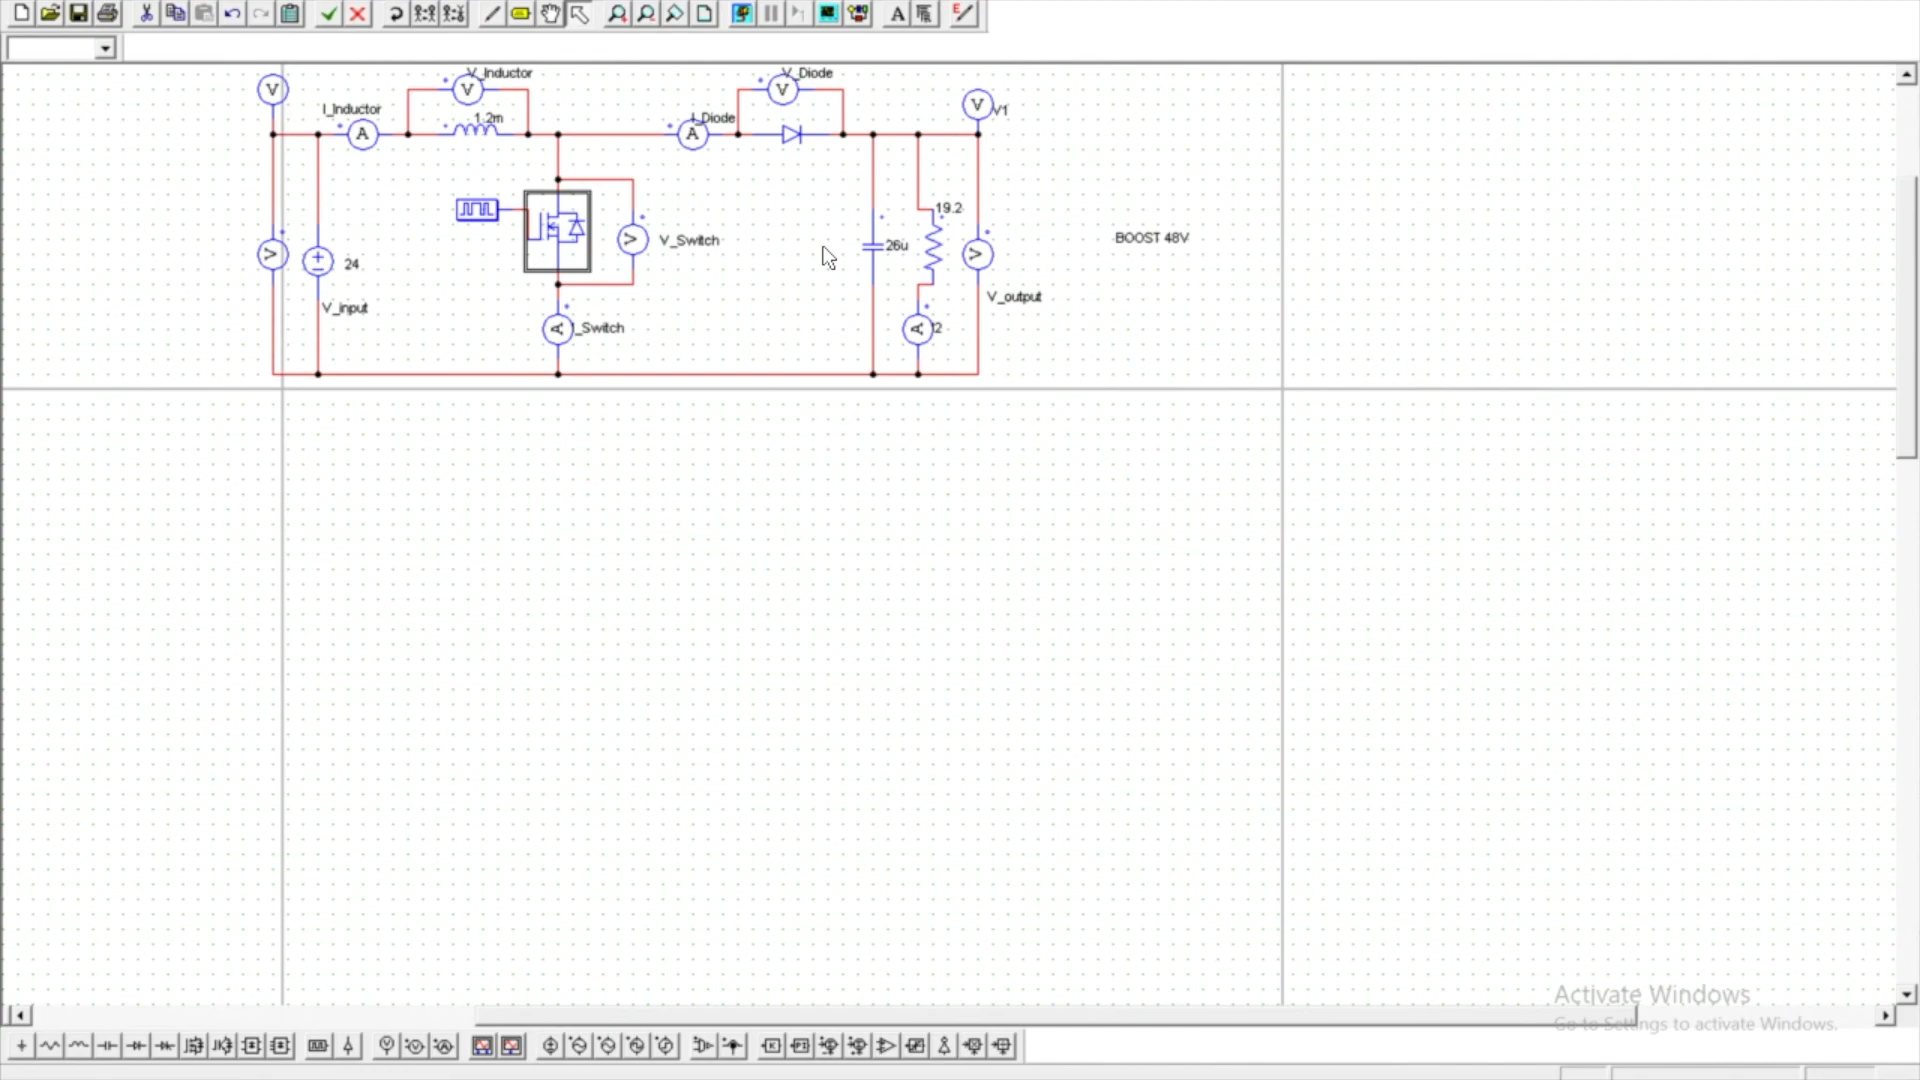 V
V_Inductor
V
V_Diode
V
V
V1
I_Inductor
A
1.2m
I_Diode
A
19.2
V_Switch
V
26u
BOOST 48V
V
24
V
V_output
V_input
A
I_Switch
A
I2
Activate Windows
Go to Settings to activate Windows.